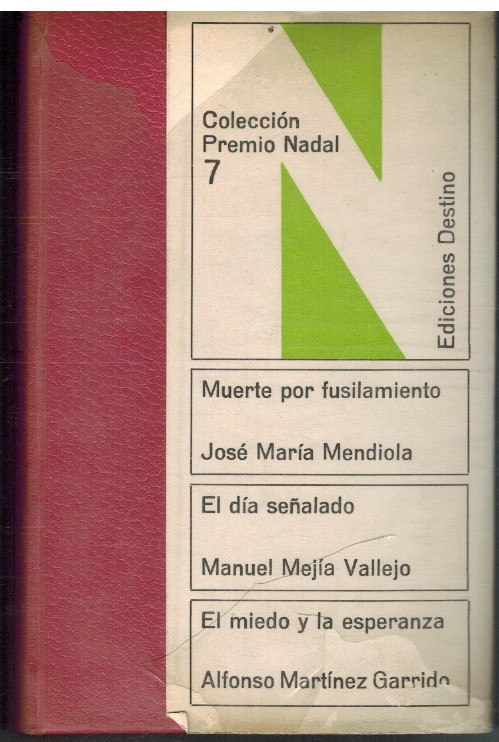 Colección
Premio Nadal
7
Ediciones Destino
Muerte por fusilamiento
José María Mendiola
El día señalado
Manuel Mejía Vallejo
El miedo y la esperanza
Alfonso Martínez Garrido